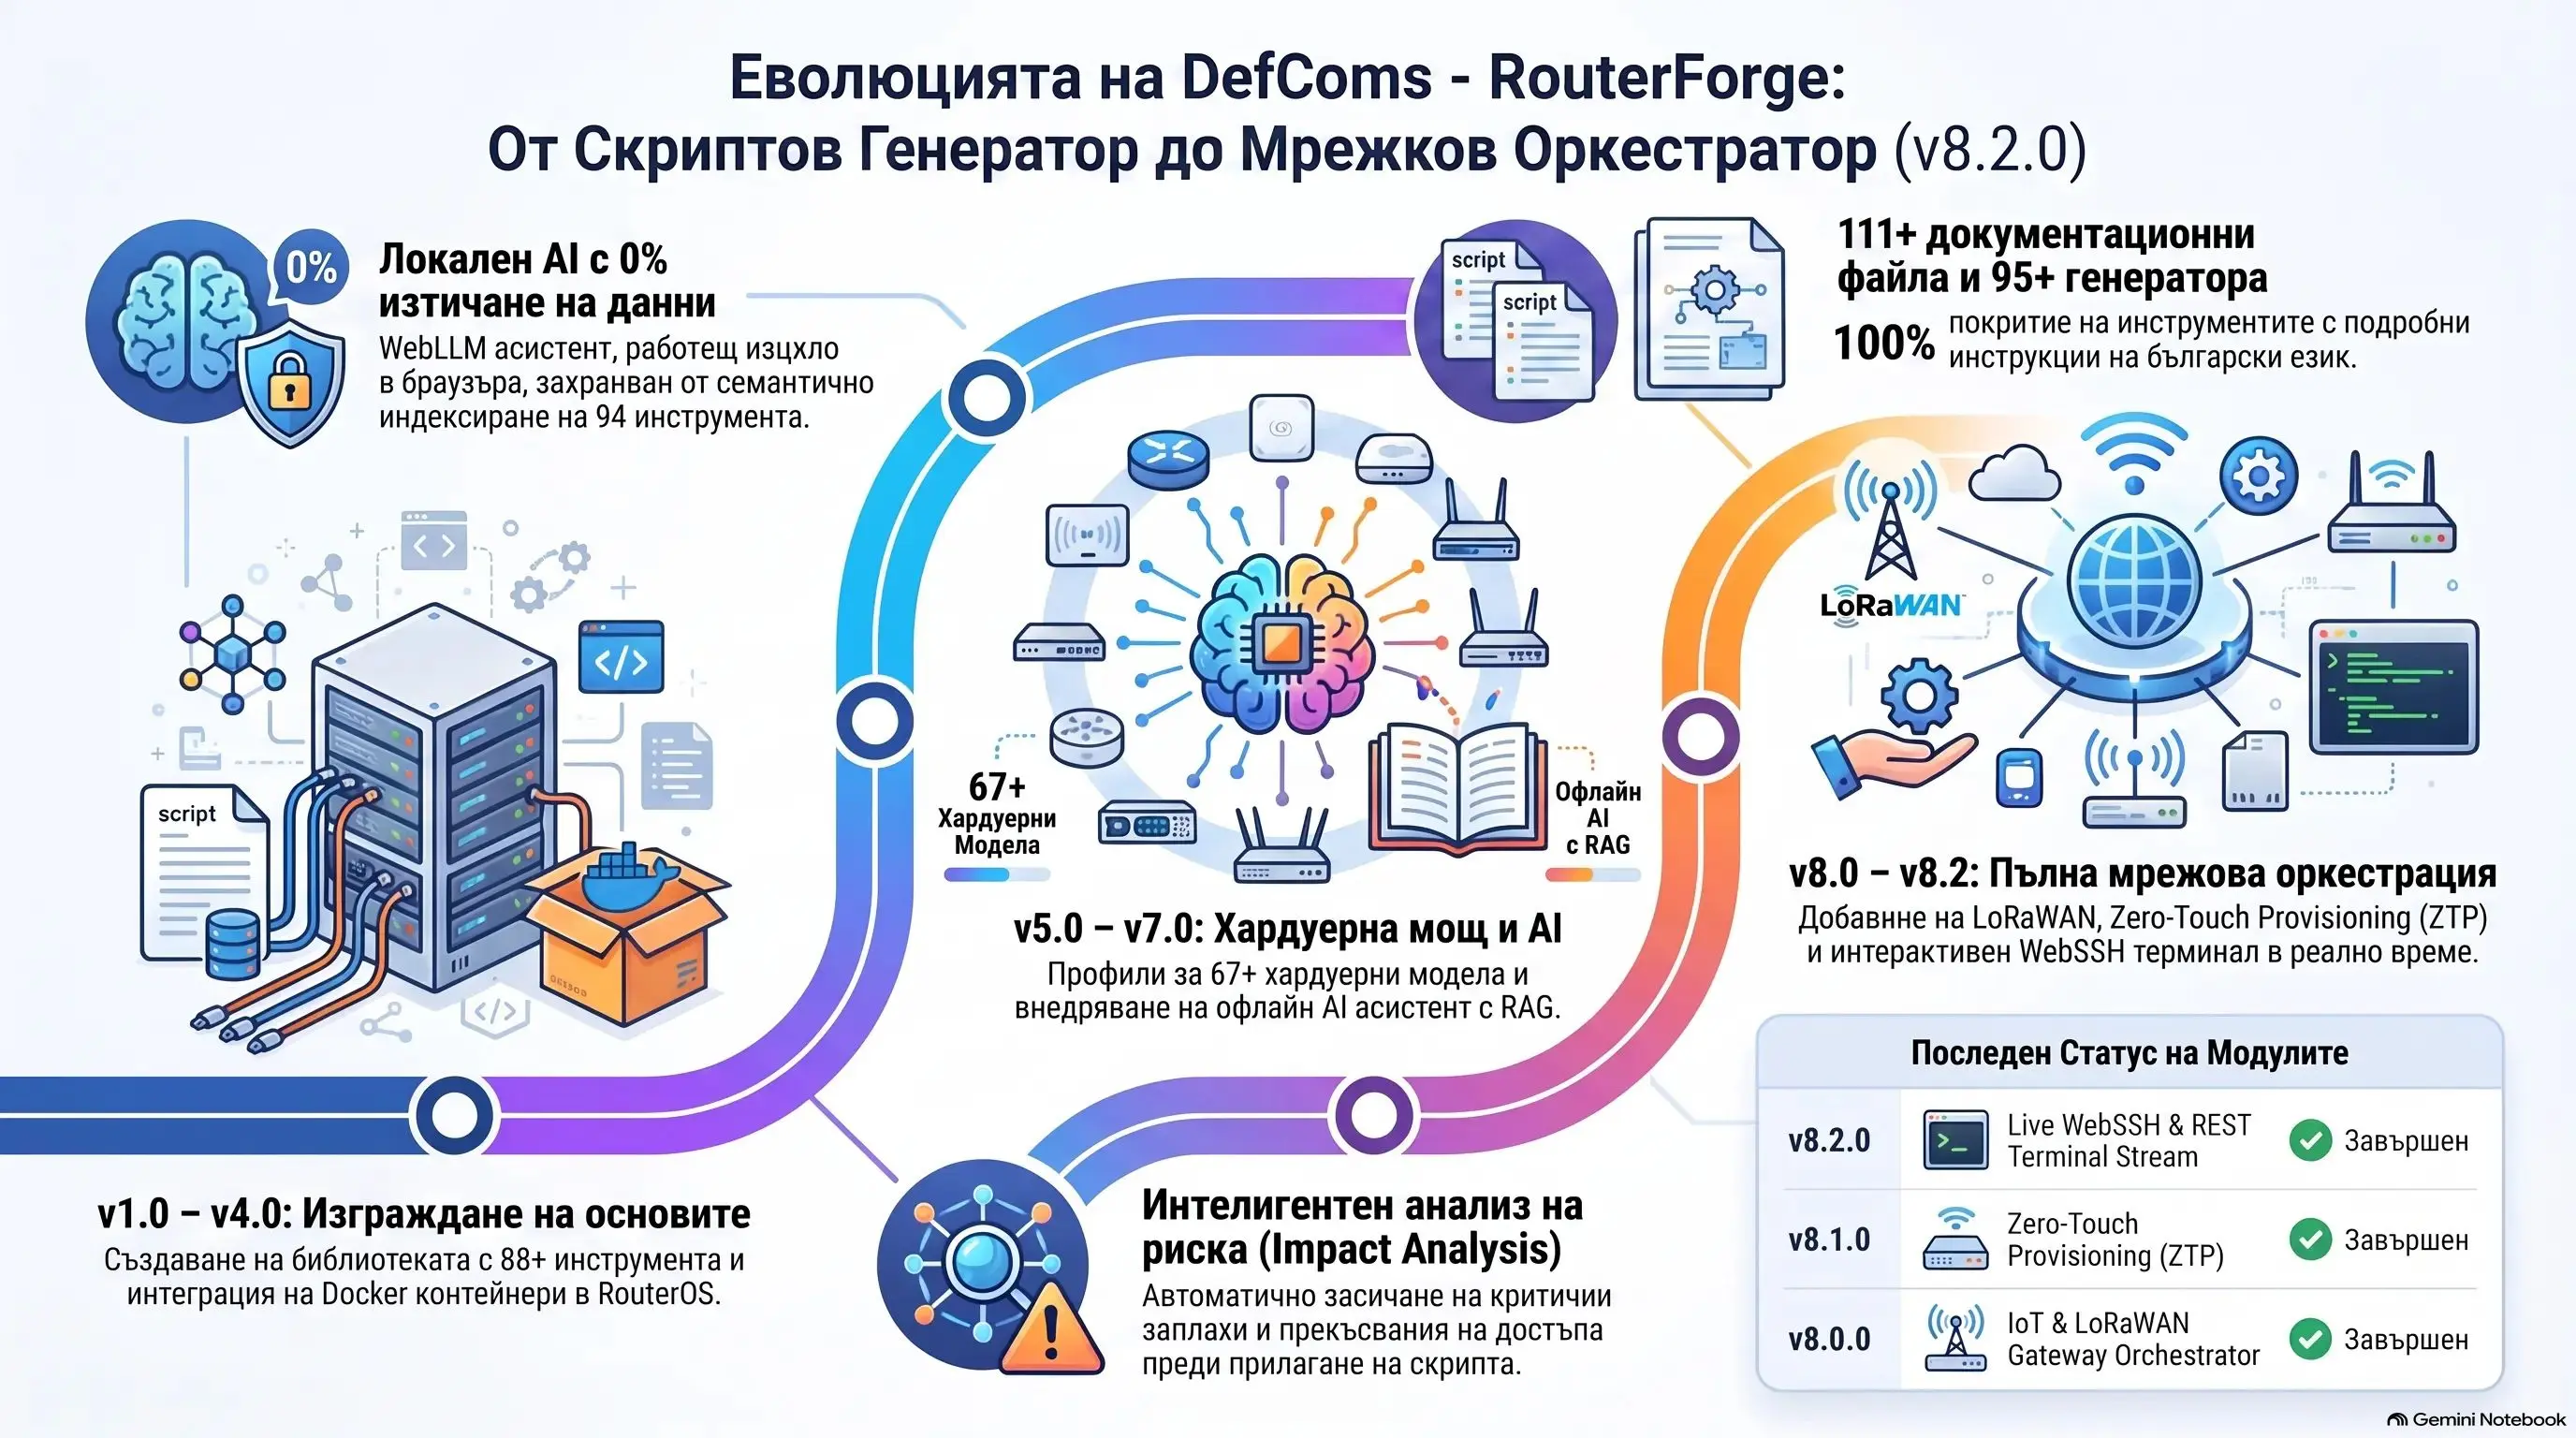 Еволюцията на DefComs - RouterForge:
От Скриптов Генератор до Мрежков Оркестратор (v8.2.0)
0%
Локален AI с 0%
изтичане на данни
WebLLM асистент, работещ изцхло
в браузъра, захранван от семантично
индексиране на 94 инструмента.
script
script
111+ документационни
файла и 95+ генератора
100%
покритие на инструментите с подробни
инструкции на български език.
script
v1.0 – v4.0: Изграждане на основите
Създаване на библиотеката с 88+ инструмента и
интеграция на Docker контейнери в RouterOS.
67+
Хардуерни
Модела
Офлайн
AI
с RAG
v5.0 – v7.0: Хардуерна мощ и AI
Профили за 67+ хардуерни модела и
внедряване на офлайн AI асистент с RAG.
Интелигентен анализ на
риска (Impact Analysis)
Автоматично засичане на критичии
заплахи и прекъсвания на достъпа
преди прилагане на скрипта.
LoRaWAN
v8.0 – v8.2: Пълна мрежова оркестрация
Добавнне на LoRaWAN, Zero-Touch Provisioning (ZTP)
и интерактивен WebSSH терминал в реално време.
Последен Статус на Модулите
v8.2.0
Live WebSSH & REST
Terminal Stream
Завършен
v8.1.0
Zero-Touch
Provisioning (ZTP)
Завършен
v8.0.0
IoT & LoRaWAN
Gateway Orchestrator
Завършен
Gemini Notebook